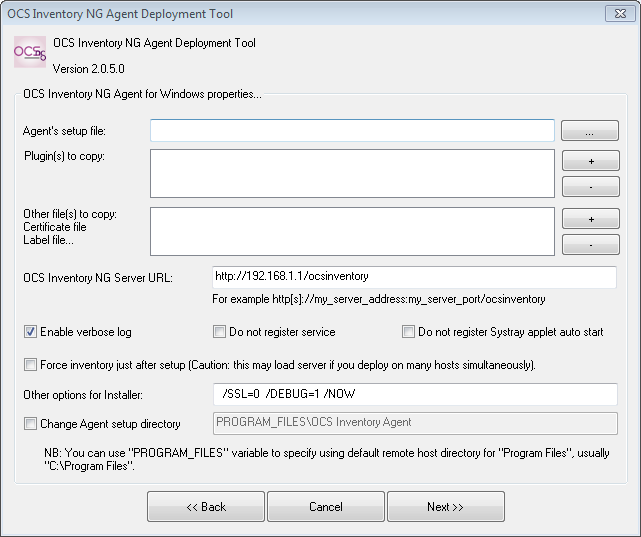 OCS Inventory NG Agent Deployment Tool
OCSng
OCS Inventory NG Agent Deployment Tool
Version 2.0.5.0
OCS Inventory NG Agent for Windows properties...
Agent's setup file:
...
Plugin(s) to copy:
+
-
Other file(s) to copy:
Certificate file
Label file...
+
-
OCS Inventory NG Server URL:
http://192.168.1.1/ocsinventory
For example http[s]://my_server_address:my_server_port/ocsinventory
Enable verbose log
Do not register service
Do not register Systray applet auto start
Force inventory just after setup (Caution: this may load server if you deploy on many hosts simultaneously).
Other options for Installer:
/SSL=0  /DEBUG=1 /NOW
Change Agent setup directory
PROGRAM_FILES\OCS Inventory Agent
NB: You can use "PROGRAM_FILES" variable to specify using default remote host directory for "Program Files", usually
"C:\Program Files".
<< Back
Cancel
Next >>